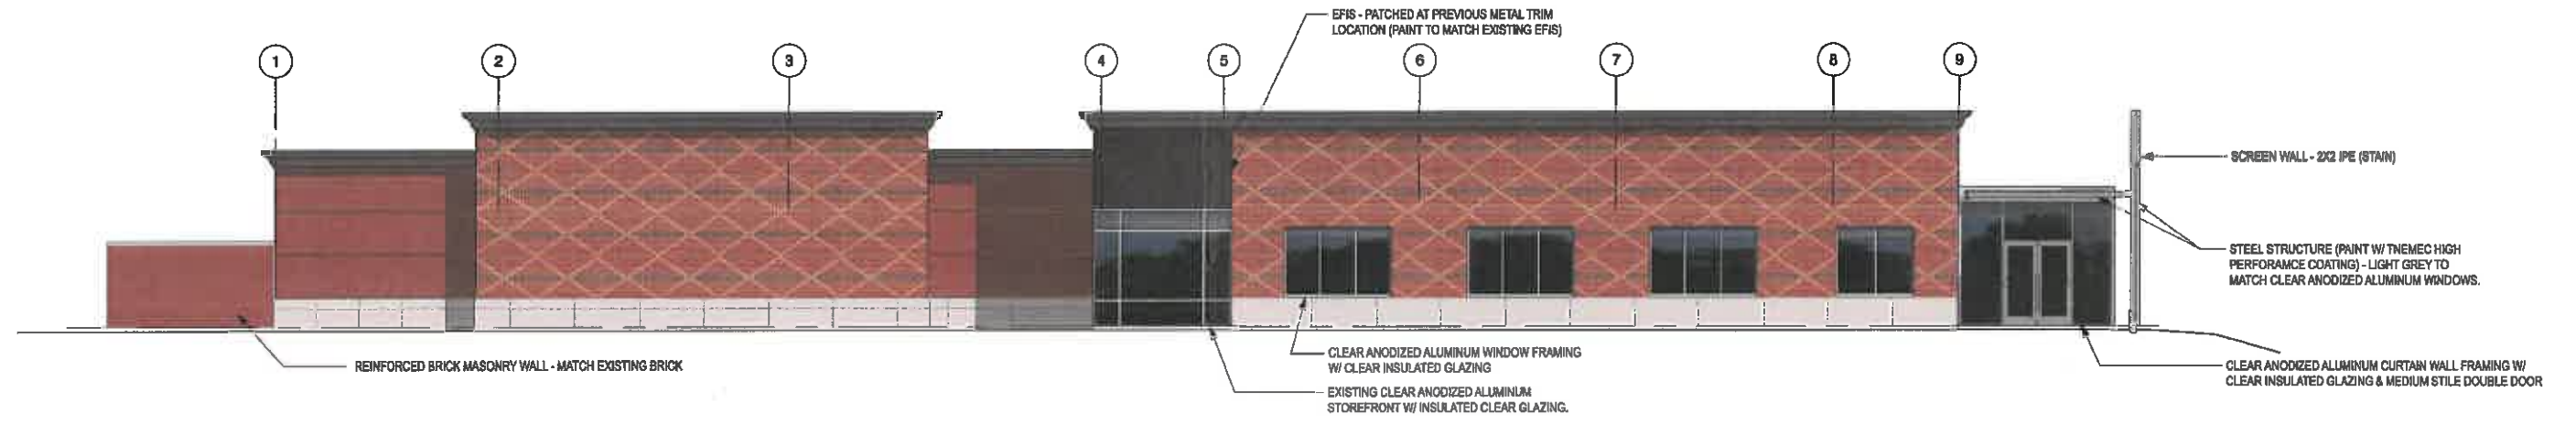 EFIS - PATCHED AT PREVIOUS METAL TRIM
LOCATION (PAINT TO MATCH EXISTING EFIS)
1
2
3
4
5
6
7
8
9
SCREEN WALL - 2X2 IPE (STAIN)
STEEL STRUCTURE (PAINT W/ TNEMEC HIGH
PERFORAMCE COATING) - LIGHT GREY TO
MATCH CLEAR ANODIZED ALUMINUM WINDOWS.
REINFORCED BRICK MASONRY WALL - MATCH EXISTING BRICK
CLEAR ANODIZED ALUMINUM WINDOW FRAMING
W/ CLEAR INSULATED GLAZING
EXISTING CLEAR ANODIZED ALUMINUM
STOREFRONT W/ INSULATED CLEAR GLAZING.
CLEAR ANODIZED ALUMINUM CURTAIN WALL FRAMING W/
CLEAR INSULATED GLAZING & MEDIUM STILE DOUBLE DOOR